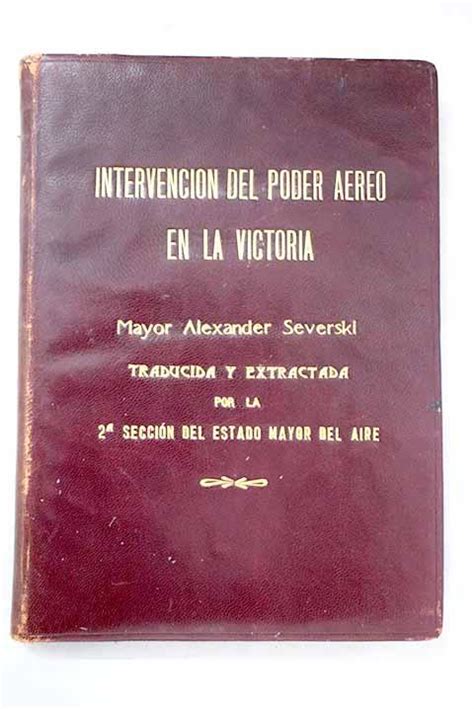 INTERVENCION DEL PODER AEREO
EN LA VICTORIA
Mayor Alexander Severski
TRADUCIDA Y EXTRACTADA
POR LA
2ª SECCIÓN DEL ESTADO MAYOR DEL AIRE